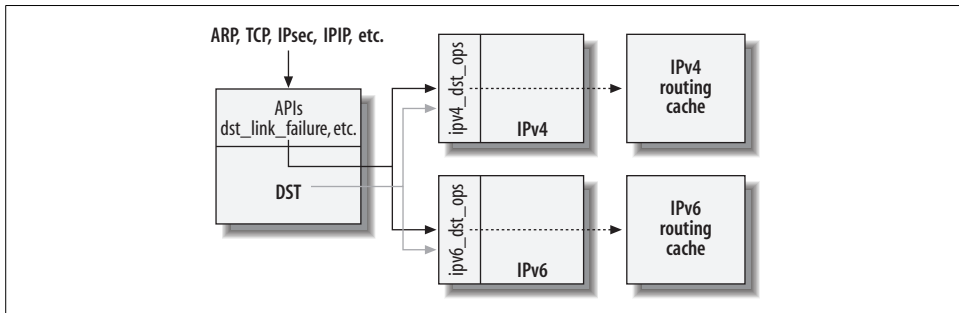 ARP, TCP, IPsec, IPIP, etc.
APIs
dst_link_failure, etc.
DST
ipv4_dst_ops
IPv4
IPv4
routing
cache
ipv6_dst_ops
IPv6
IPv6
routing
cache